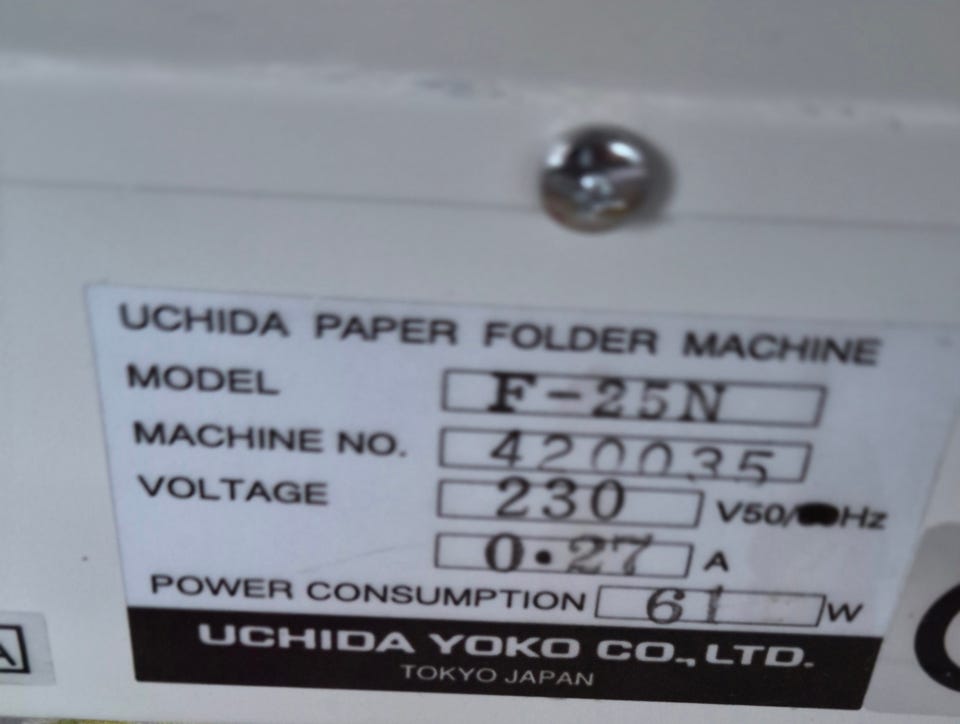 UCHIDA PAPER FOLDER MACHINE
MODEL F-25N
MACHINE NO. 420035
VOLTAGE 230 V50/ Hz
0.27 A
POWER CONSUMPTION 61 W
UCHIDA YOKO CO., LTD.
TOKYO JAPAN